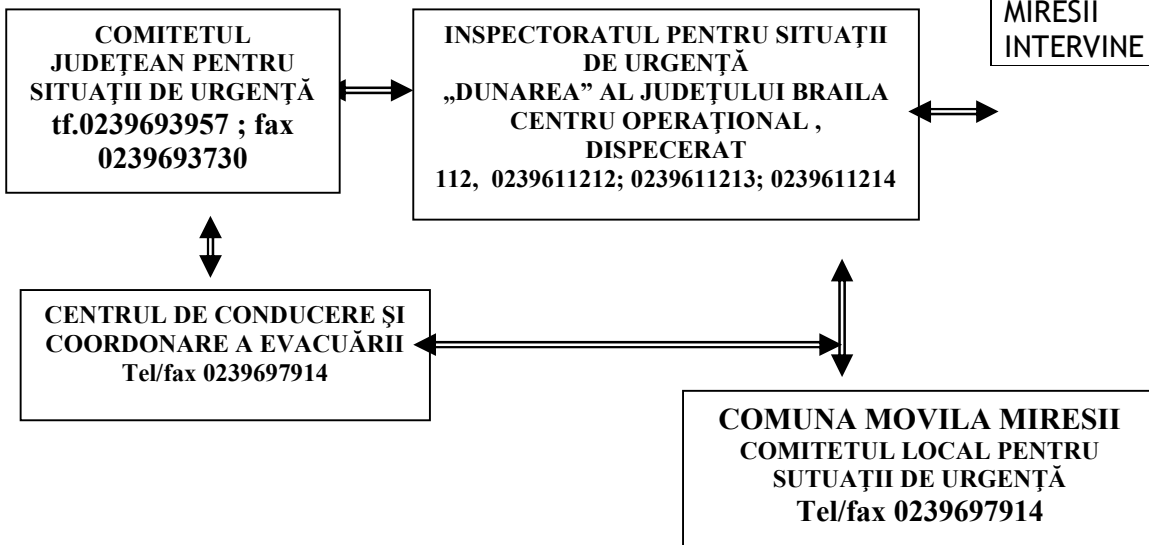 COMITETUL
JUDEŢEAN PENTRU
SITUAŢII DE URGENŢĂ
tf.0239693957 ; fax
0239693730
INSPECTORATUL PENTRU SITUAŢII
DE URGENŢĂ
„DUNAREA” AL JUDEŢULUI BRAILA
CENTRU OPERAŢIONAL ,
DISPECERAT
112, 0239611212; 0239611213; 0239611214
MIRESII
INTERVINE
CENTRUL DE CONDUCERE ŞI
COORDONARE A EVACUĂRII
Tel/fax 0239697914
COMUNA MOVILA MIRESII
COMITETUL LOCAL PENTRU
SUTUAŢII DE URGENŢĂ
Tel/fax 0239697914